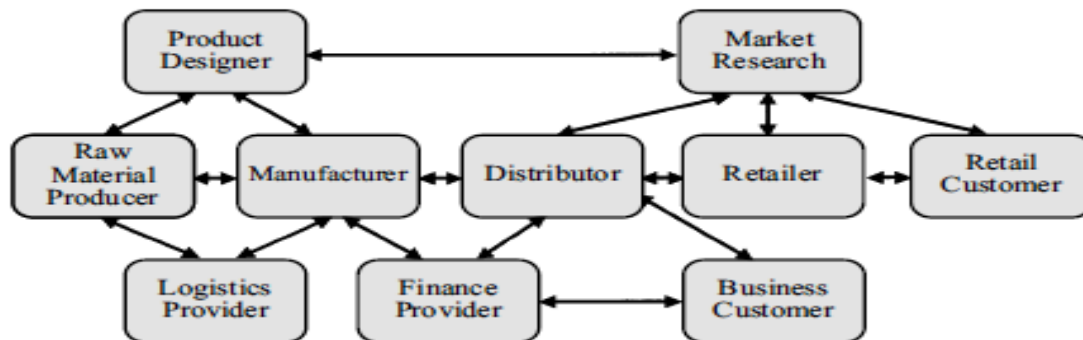 Product
Designer
Market
Research
Raw
Material
Producer
Manufacturer
Distributor
Retailer
Retail
Customer
Logistics
Provider
Finance
Provider
Business
Customer